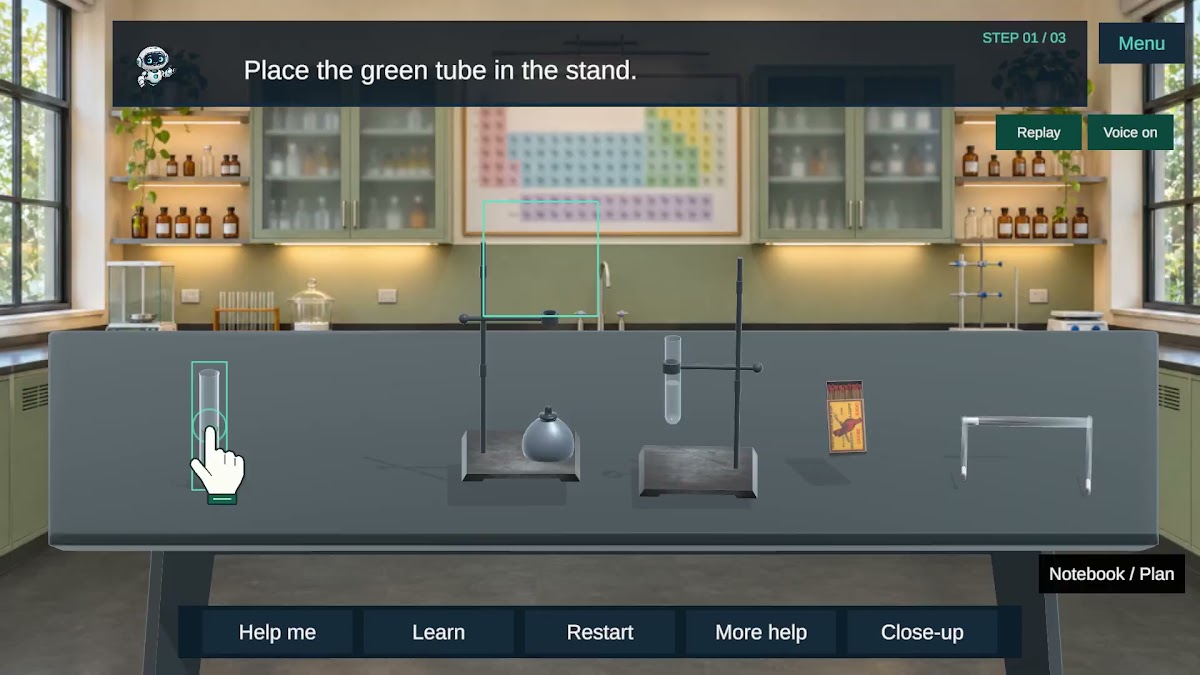 STEP 01 / 03
Place the green tube in the stand.
Menu
Replay
Voice on
Notebook / Plan
Help me
Learn
Restart
More help
Close-up